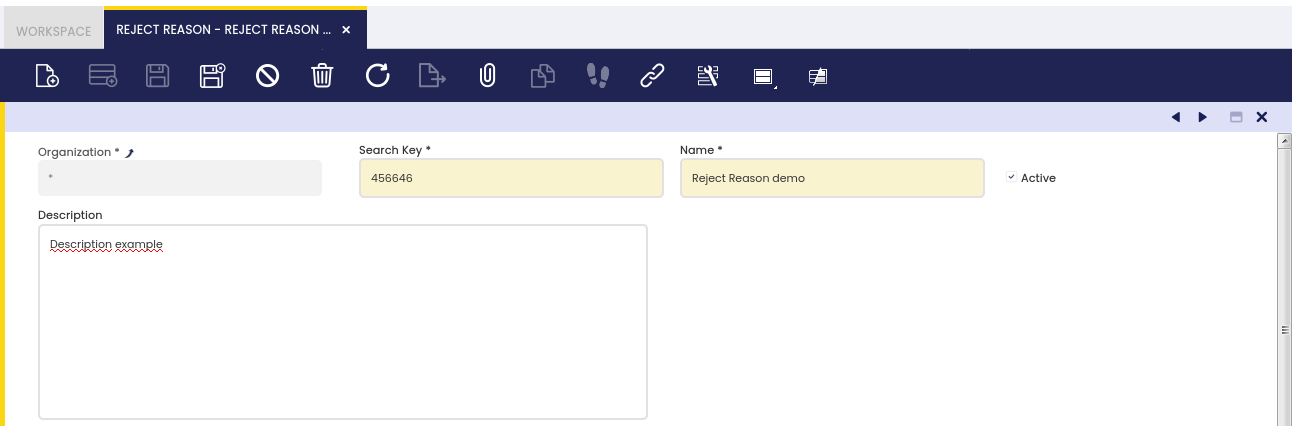 WORKSPACE
REJECT REASON - REJECT REASON ...
Organization *
*
Search Key *
456646
Name *
Reject Reason demo
Active
Description
Description example